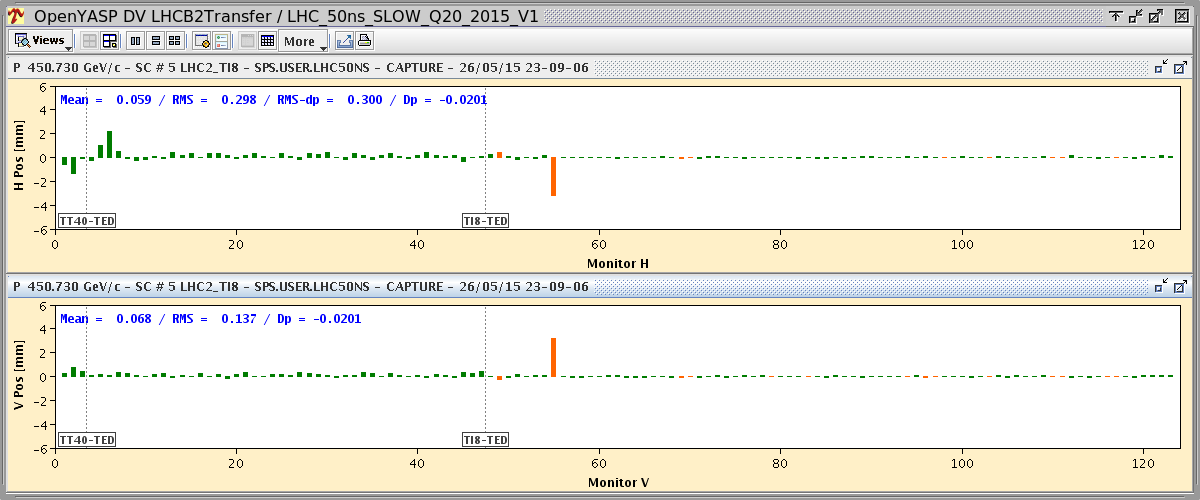 OpenYASP DV LHCB2Transfer / LHC_50ns_SLOW_Q20_2015_V1
Views More
P 450.730 GeV/c - SC # 5 LHC2_TI8 - SPS.USER.LHC50NS - CAPTURE - 26/05/15 23-09-06
Mean = 0.059 / RMS = 0.298 / RMS-dp = 0.300 / Dp = -0.0201
H Pos [mm]
6
4
2
0
-2
-4
-6
TT40-TED TI8-TED
0 20 40 60 80 100 120
Monitor H
P 450.730 GeV/c - SC # 5 LHC2_TI8 - SPS.USER.LHC50NS - CAPTURE - 26/05/15 23-09-06
Mean = 0.068 / RMS = 0.137 / Dp = -0.0201
V Pos [mm]
6
4
2
0
-2
-4
-6
TT40-TED TI8-TED
0 20 40 60 80 100 120
Monitor V